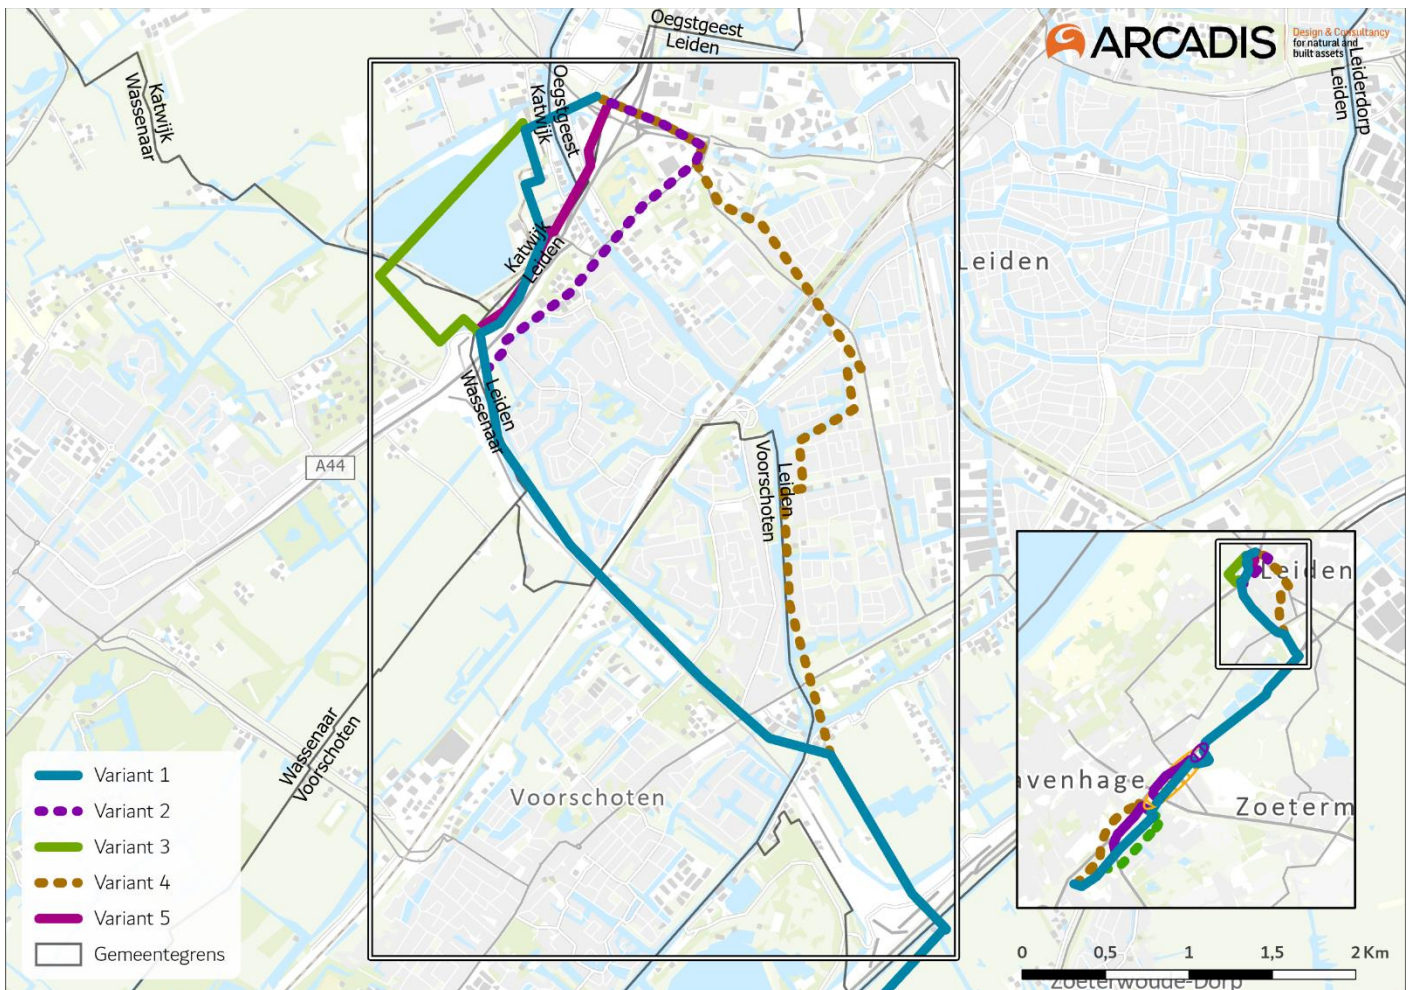 Oegstgeest
Leiden
ARCADIS
Design & Consultancy
for natural and
built assets
Leiderdorp
Leiden
Katwijk
Wassenaar
Oegstgeest
Katwijk
Katwijk
Leiden
Leiden
Leiden
Wassenaar
A44
Leiden
Voorschoten
Wassenaar
Voorschoten
Voorschoten
Variant 1
Variant 2
Variant 3
Variant 4
Variant 5
Gemeentegrens
Leiden
avenhage
Zoeterm
0 0,5 1 1,5 2 Km
Zoeterwoude-Dorp